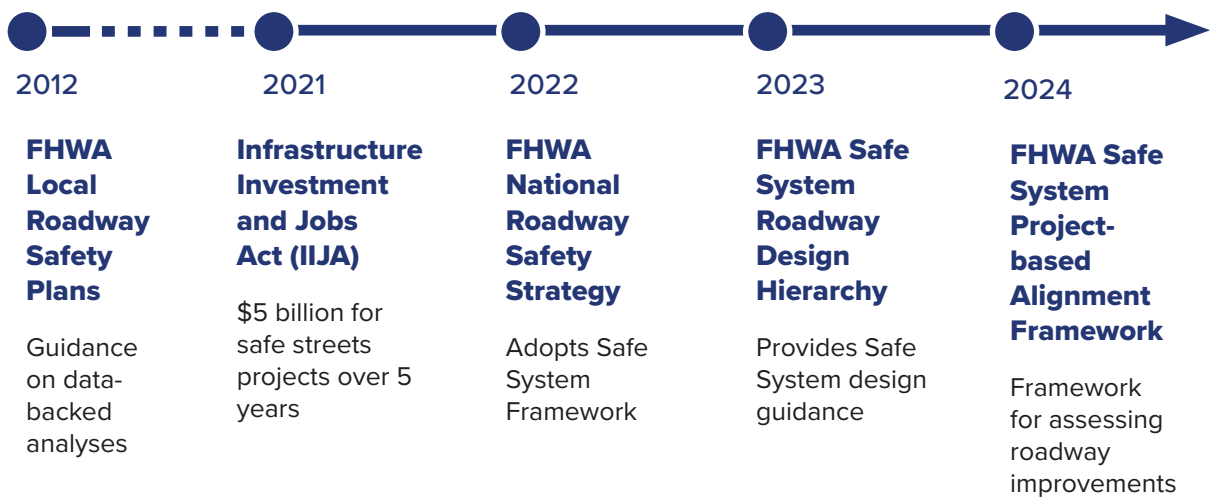 2012
FHWA
Local
Roadway
Safety
Plans
Guidance
on data-
backed
analyses
2021
Infrastructure
Investment
and Jobs
Act (IIJA)
$5 billion for
safe streets
projects over 5
years
2022
FHWA
National
Roadway
Safety
Strategy
Adopts Safe
System
Framework
2023
FHWA Safe
System
Roadway
Design
Hierarchy
Provides Safe
System design
guidance
2024
FHWA Safe
System
Project-
based
Alignment
Framework
Framework
for assessing
roadway
improvements